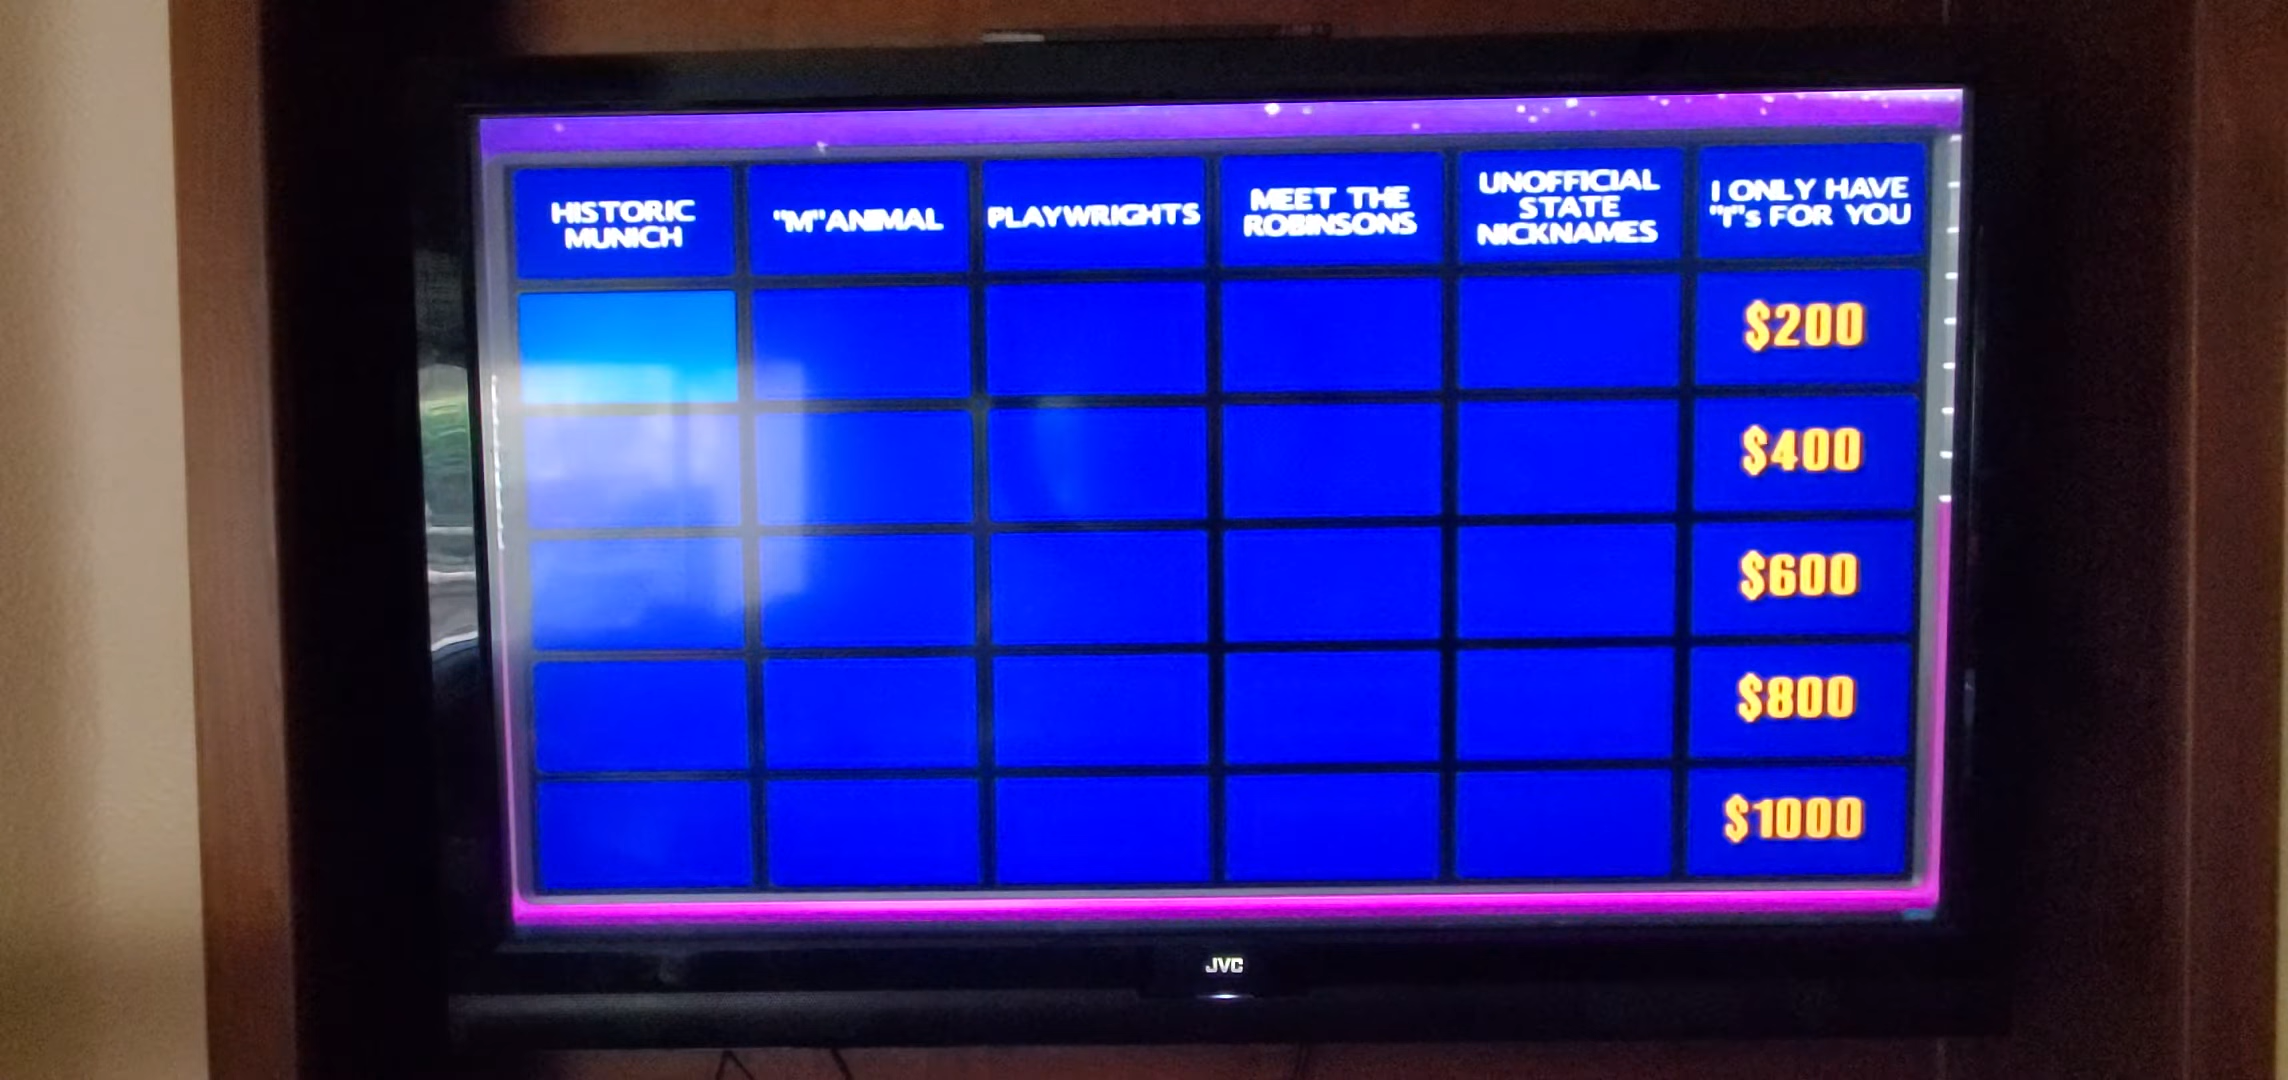 HISTORIC
MUNICH
"M"ANIMAL
PLAYWRIGHTS
MEET THE
ROBINSONS
UNOFFICIAL
STATE
NICKNAMES
I ONLY HAVE
"I"s FOR YOU
$200
$400
$600
$800
$1000
JVC